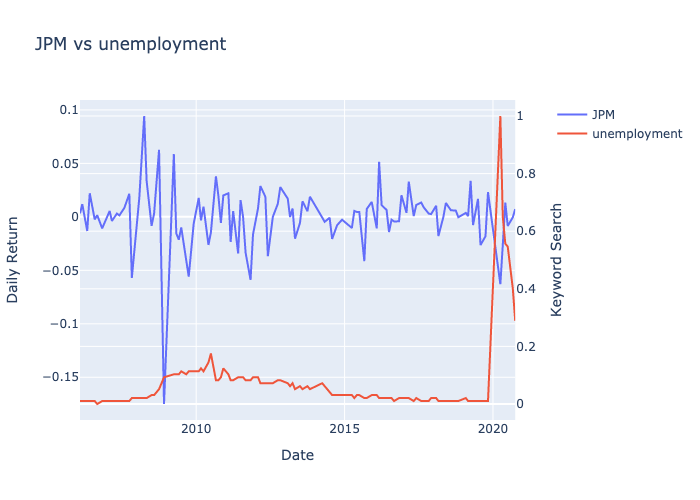 JPM vs unemployment
0.1
0.05
0
−0.05
−0.1
−0.15
Daily Return
1
0.8
0.6
0.4
0.2
0
Keyword Search
2010
2015
2020
Date
JPM
unemployment